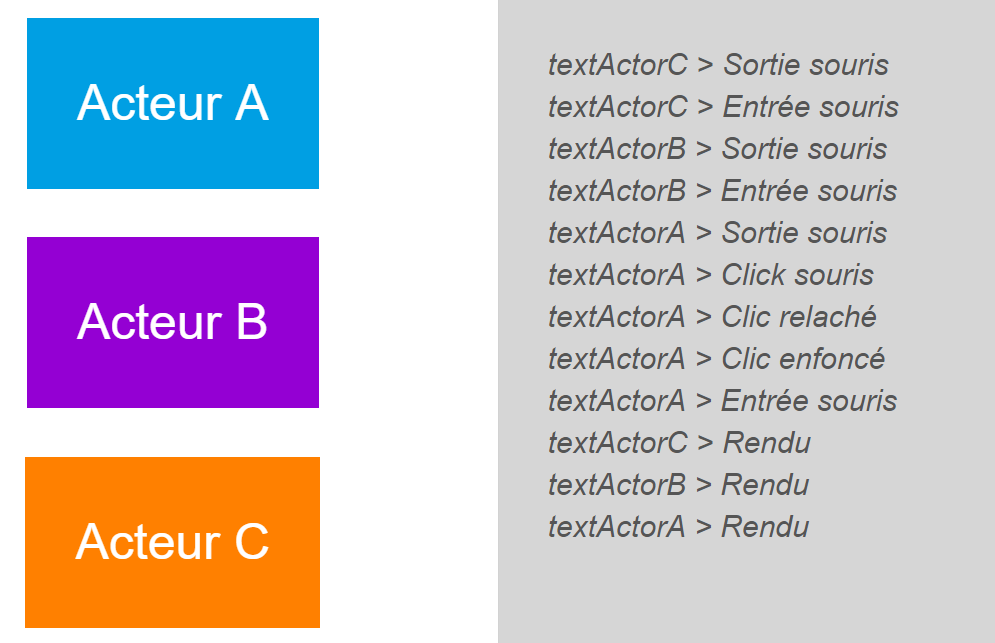 Acteur A
Acteur B
Acteur C
textActorC > Sortie souris
textActorC > Entrée souris
textActorB > Sortie souris
textActorB > Entrée souris
textActorA > Sortie souris
textActorA > Click souris
textActorA > Clic relaché
textActorA > Clic enfoncé
textActorA > Entrée souris
textActorC > Rendu
textActorB > Rendu
textActorA > Rendu